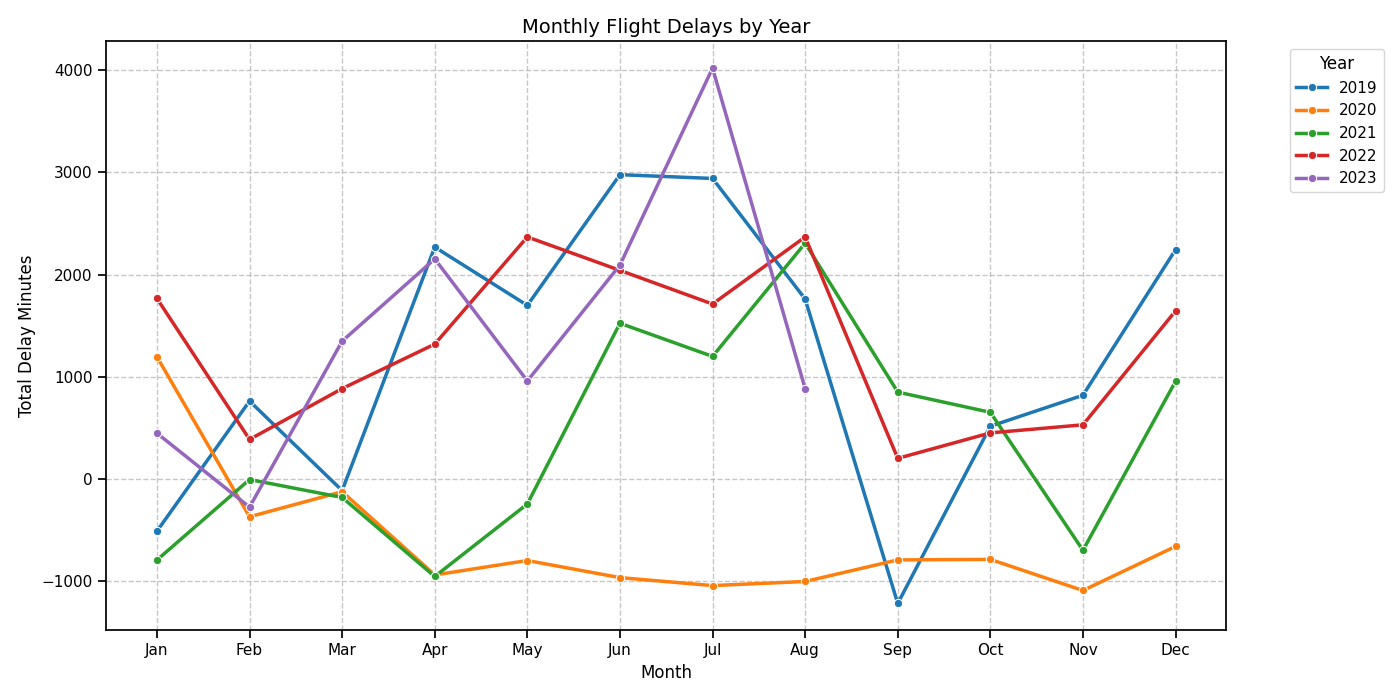 Monthly Flight Delays by Year
Year
2019
2020
2021
2022
2023
Total Delay Minutes
4000
3000
2000
1000
0
−1000
Jan
Feb
Mar
Apr
May
Jun
Jul
Aug
Sep
Oct
Nov
Dec
Month